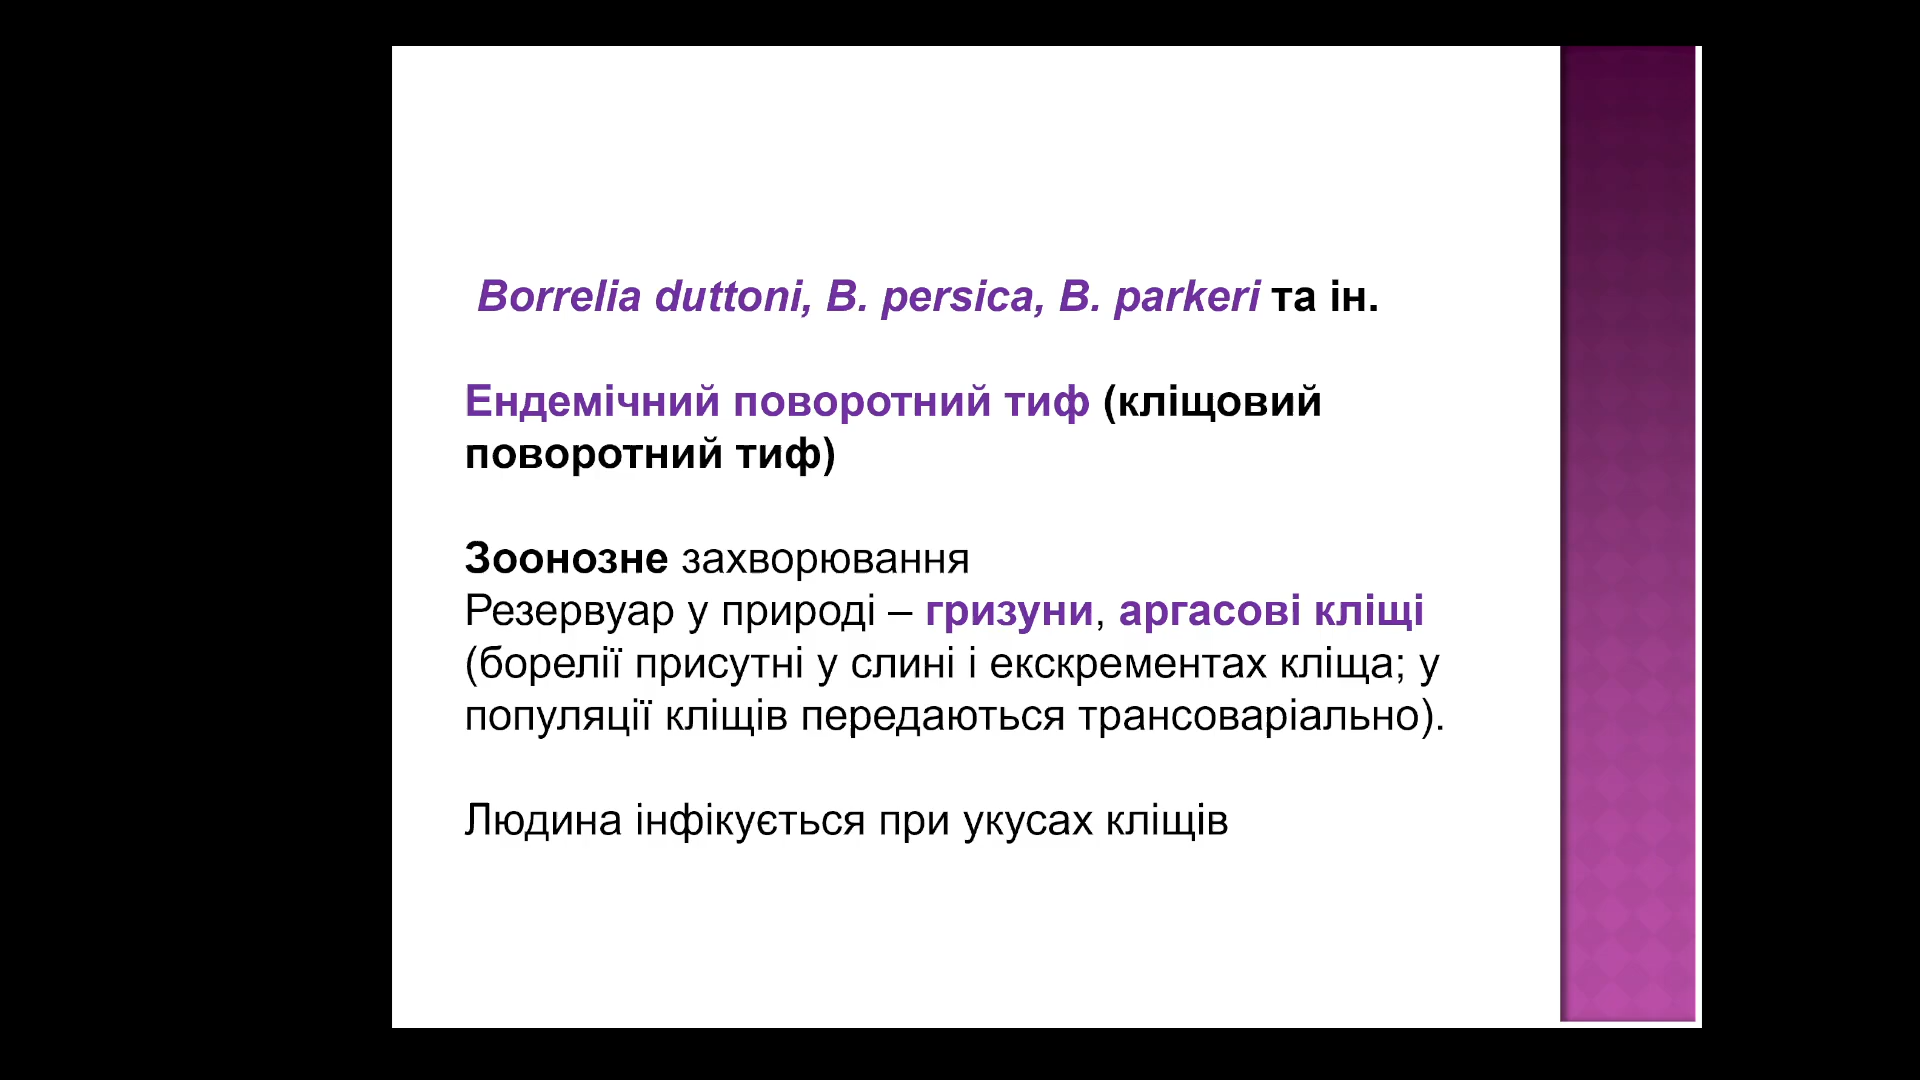 Borrelia duttoni, B. persica, B. parkeri та ін.
Ендемічний поворотний тиф (кліщовий
поворотний тиф)
Зоонозне захворювання
Резервуар у природі – гризуни, аргасові кліщі
(борелії присутні у слині і екскрементах кліща; у
популяції кліщів передаються трансоваріально).
Людина інфікується при укусах кліщів